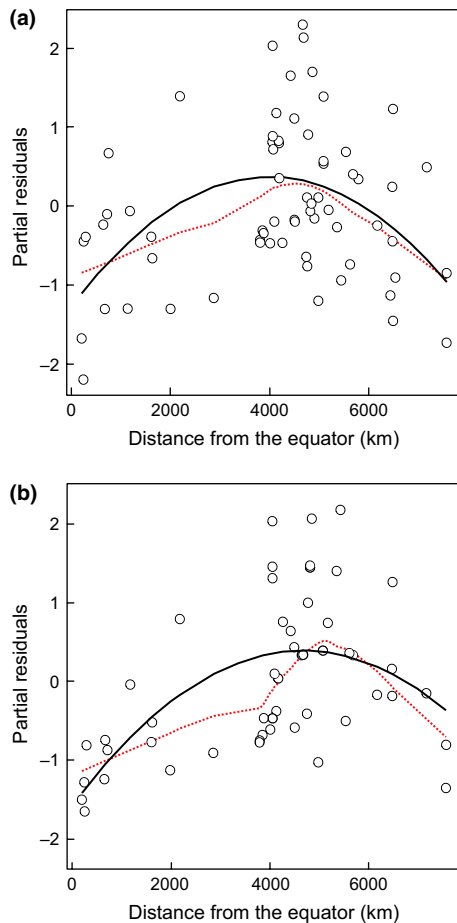 (a)
2
1
0
−1
−2
Partial residuals
0 2000 4000 6000
Distance from the equator (km)
(b)
2
1
0
−1
−2
Partial residuals
0 2000 4000 6000
Distance from the equator (km)